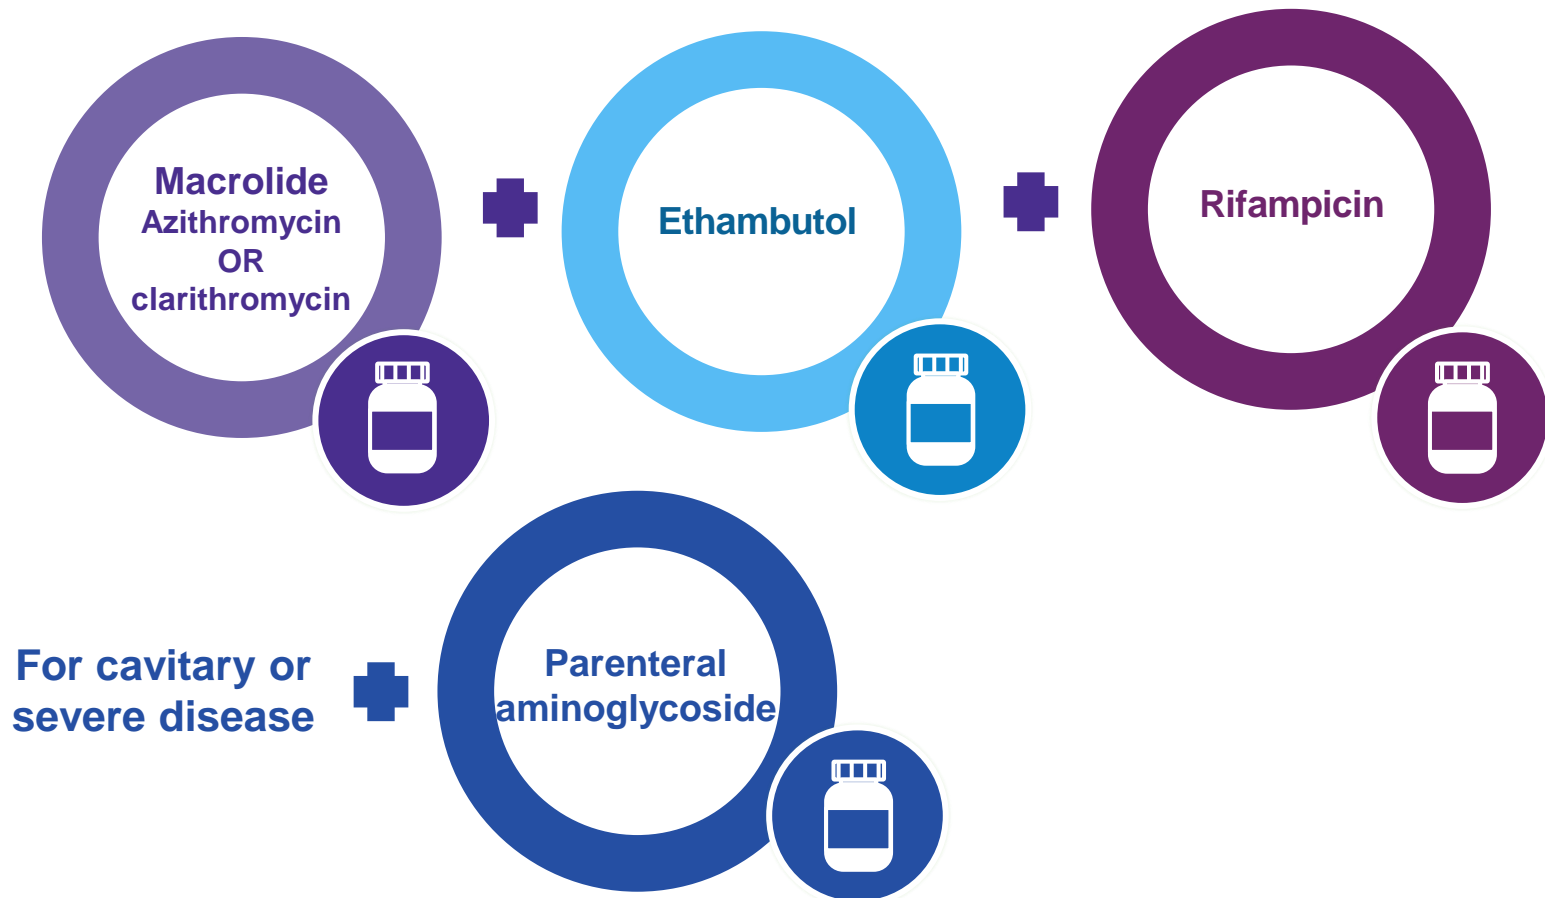 Macrolide
Azithromycin
OR
clarithromycin
Ethambutol
Rifampicin
For cavitary or
severe disease
Parenteral
aminoglycoside